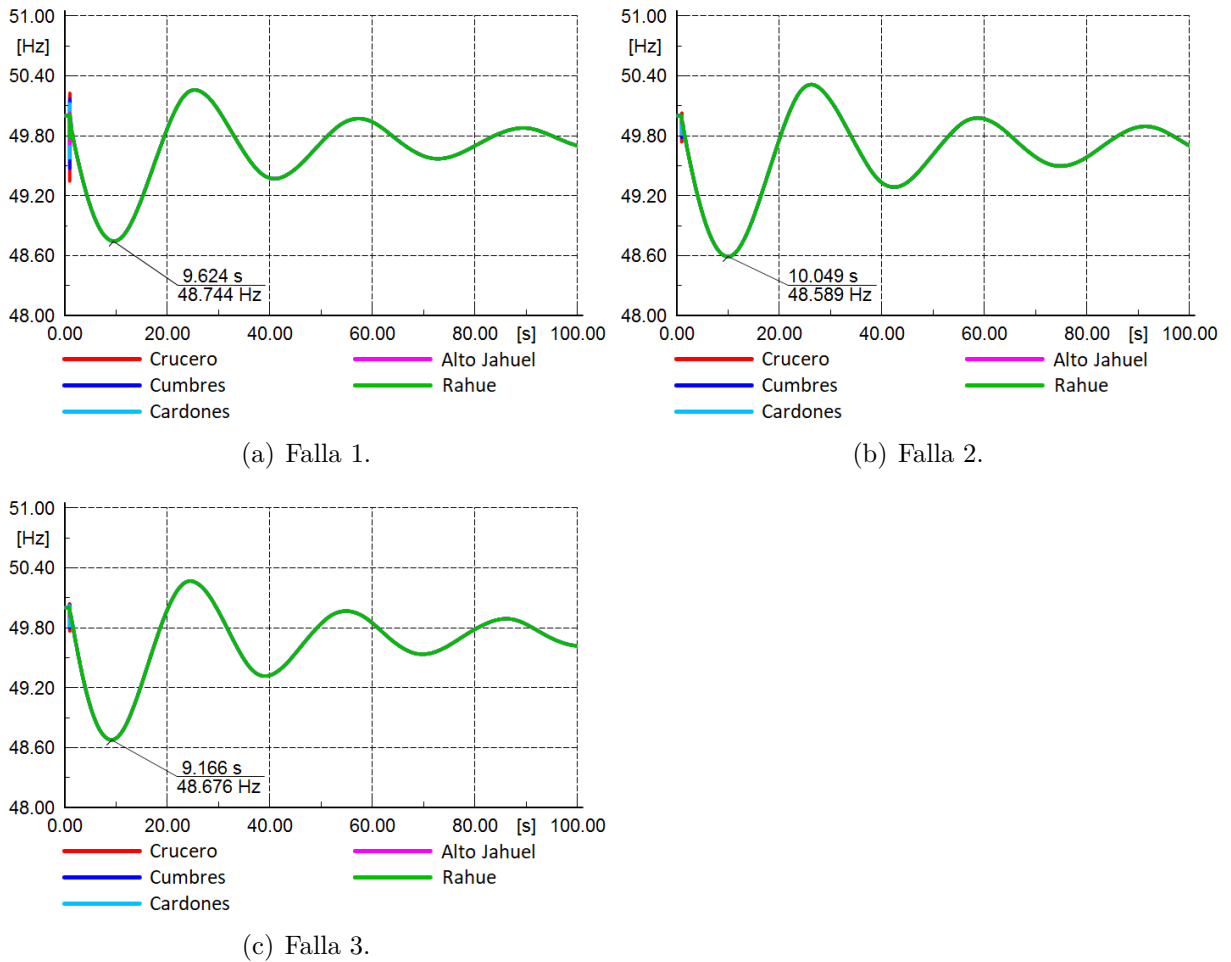 51.00
[Hz]
50.40
49.80
49.20
48.60
48.00
9.624 s
48.744 Hz
0.00 20.00 40.00 60.00 80.00 [s] 100.00
Crucero Alto Jahuel
Cumbres Rahue
Cardones
(a) Falla 1.
51.00
[Hz]
50.40
49.80
49.20
48.60
48.00
10.049 s
48.589 Hz
0.00 20.00 40.00 60.00 80.00 [s] 100.00
Crucero Alto Jahuel
Cumbres Rahue
Cardones
(b) Falla 2.
51.00
[Hz]
50.40
49.80
49.20
48.60
48.00
9.166 s
48.676 Hz
0.00 20.00 40.00 60.00 80.00 [s] 100.00
Crucero Alto Jahuel
Cumbres Rahue
Cardones
(c) Falla 3.